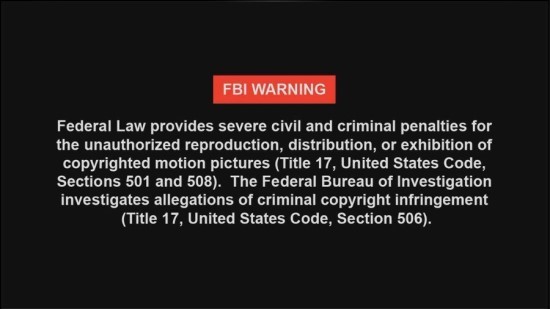 FBI WARNING
Federal Law provides severe civil and criminal penalties for
the unauthorized reproduction, distribution, or exhibition of
copyrighted motion pictures (Title 17, United States Code,
Sections 501 and 508).  The Federal Bureau of Investigation
investigates allegations of criminal copyright infringement
(Title 17, United States Code, Section 506).